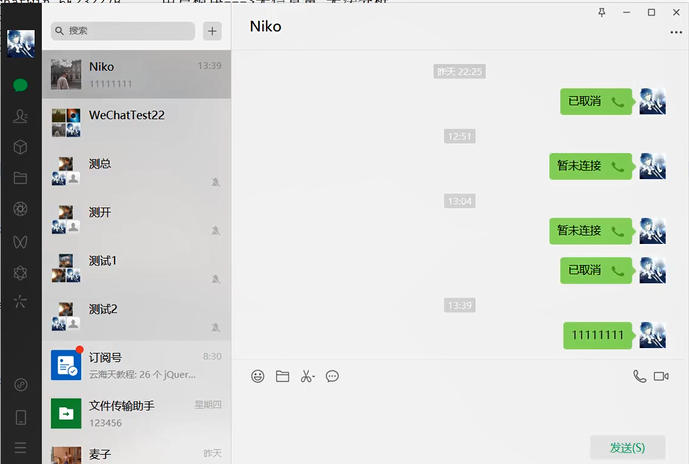 搜索
Niko
13:39
11111111
WeChatTest22
测总
测开
测试1
测试2
订阅号
8:30
云海天教程: 26 个 jQuer...
文件传输助手
星期四
123456
麦子
昨天
Niko
昨天 22:25
已取消
12:51
暂未连接
13:04
暂未连接
已取消
13:39
11111111
发送(S)